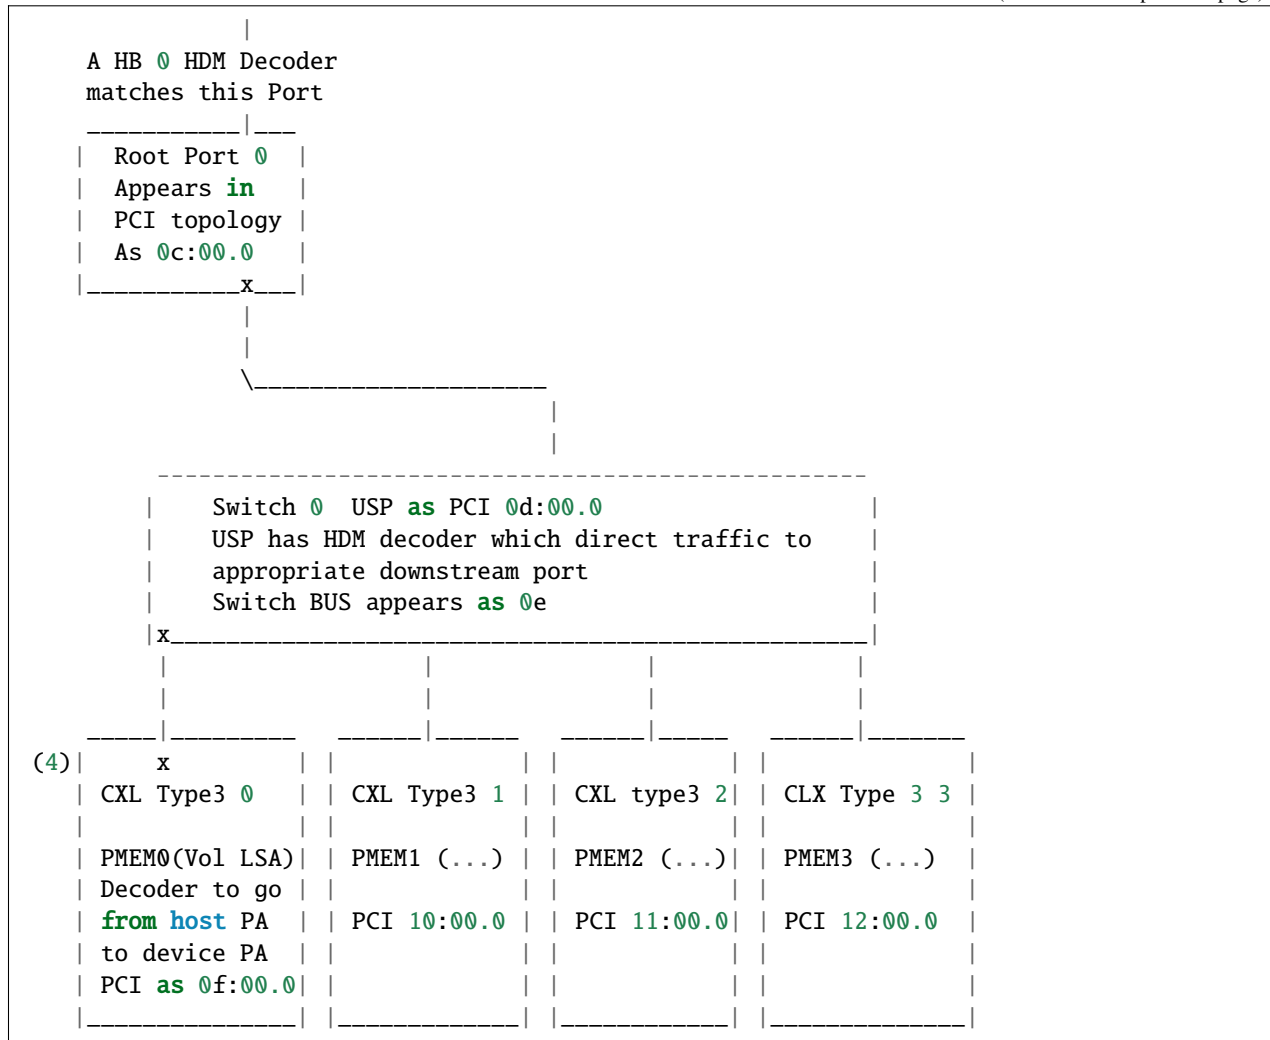 A HB 0 HDM Decoder
matches this Port
Root Port 0
Appears in
PCI topology
As 0c:00.0
x
Switch 0 USP as PCI 0d:00.0
USP has HDM decoder which direct traffic to
appropriate downstream port
Switch BUS appears as 0e
x
(4) x
CXL Type3 0 CXL Type3 1 CXL type3 2 CLX Type 3 3
PMEM0(Vol LSA) PMEM1 (...) PMEM2 (...) PMEM3 (...)
Decoder to go
from host PA PCI 10:00.0 PCI 11:00.0 PCI 12:00.0
to device PA
PCI as 0f:00.0